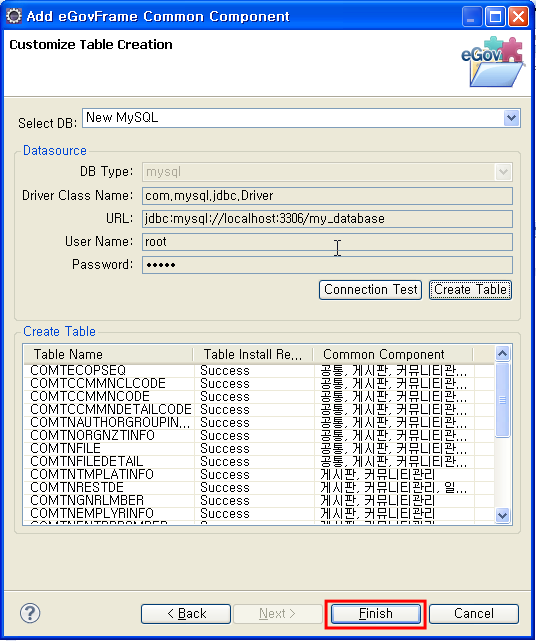 Add eGovFrame Common Component
Customize Table Creation
eGov
Select DB: New MySQL
Datasource
DB Type: mysql
Driver Class Name: com.mysql.jdbc.Driver
URL: jdbc:mysql://localhost:3306/my_database
User Name: root
Password: •••••
Connection Test Create Table
Create Table
Table Name Table Install Re... Common Component
COMTECOPSEQ Success 공통, 게시판, 커뮤니티관...
COMTCCMMNCLCODE Success 공통, 게시판, 커뮤니티관...
COMTCCMMNCODE Success 공통, 게시판, 커뮤니티관...
COMTCCMMNDETAILCODE Success 공통, 게시판, 커뮤니티관...
COMTNAUTHORGROUPIN... Success 공통, 게시판, 커뮤니티관...
COMTNORGNZTINFO Success 공통, 게시판, 커뮤니티관...
COMTNFILE Success 공통, 게시판, 커뮤니티관...
COMTNFILEDETAIL Success 공통, 게시판, 커뮤니티관...
COMTNTMPLATINFO Success 게시판, 커뮤니티관리
COMTNRESTDE Success 게시판, 커뮤니티관리, 일...
COMTNGNRLMBER Success 게시판, 커뮤니티관리
COMTNEMPLYRINFO Success 게시판, 커뮤니티관리
< Back Next > Finish Cancel